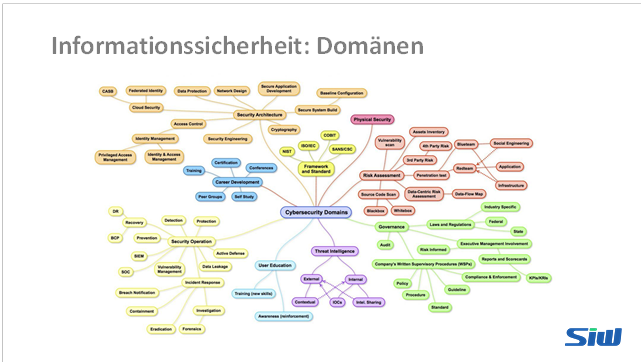 Informationssicherheit: Domänen
CASB
Federated Identity
Cloud Security
Data Protection
Network Design
Secure Application
Development
Baseline Configuration
Secure System Build
Security Architecture
Access Control
Identity Management
Privileged Access
Management
Identity & Access
Management
Security Engineering
Cryptography
Physical Security
COBIT
ISO/IEC
NIST
SANS/CSC
Framework
and Standard
Certification
Training
Conferences
Career Development
Peer Groups
Self Study
Cybersecurity Domains
Vulnerability
scan
Assets Inventory
4th Party Risk
3rd Party Risk
Blueteam
Social Engineering
Redteam
Application
Infrastructure
Penetration test
Risk Assessment
Source Code Scan
Blackbox
Whitebox
Data-Centric Risk
Assessment
Data-Flow Map
Governance
Laws and Regulations
Industry Specific
Federal
State
Audit
Risk Informed
Executive Management Involvement
Reports and Scorecards
KPIs/KRIs
Company's Written Supervisory Procedures (WSPs)
Compliance & Enforcement
Policy
Procedure
Guideline
Standard
Threat Intelligence
External
Internal
Contextual
IOCs
Intel. Sharing
User Education
Training (new skills)
Awareness (reinforcement)
Security Operation
DR
Recovery
Detection
Protection
BCP
Prevention
SIEM
SOC
Vulnerability
Management
Active Defense
Data Leakage
Incident Response
Breach Notification
Containment
Eradication
Forensics
Investigation
SiW